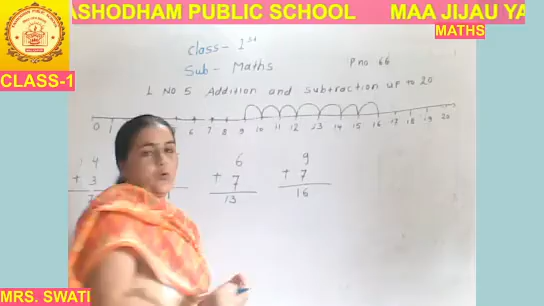 ASHODHAM PUBLIC SCHOOL MAA JIJAU YA
MATHS
CLASS-1
Class - 1st
Sub - Maths
P no 66
L NO 5 Addition and Subtraction up to 20
0 1 5 6 7 8 9 10 11 12 13 14 15 16 17 18 19 20
4
+ 3
6
+ 7
13
9
+ 7
16
MRS. SWATI